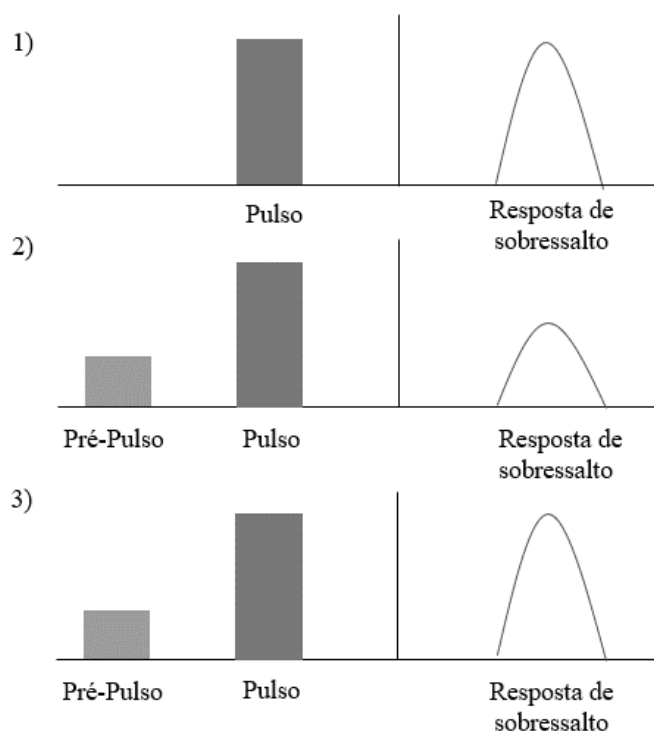 1)
Pulso
Resposta de
sobressalto
2)
Pré-Pulso
Pulso
Resposta de
sobressalto
3)
Pré-Pulso
Pulso
Resposta de
sobressalto